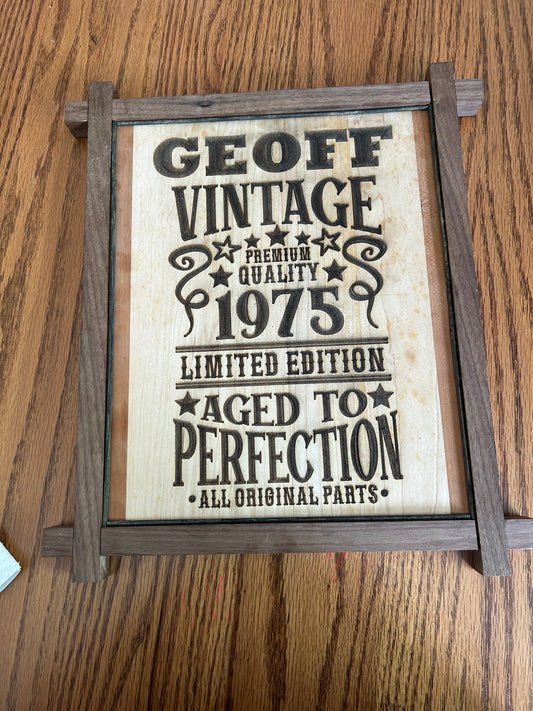 GEOFF
VINTAGE
PREMIUM
QUALITY
1975
LIMITED EDITION
AGED TO
PERFECTION
• ALL ORIGINAL PARTS •